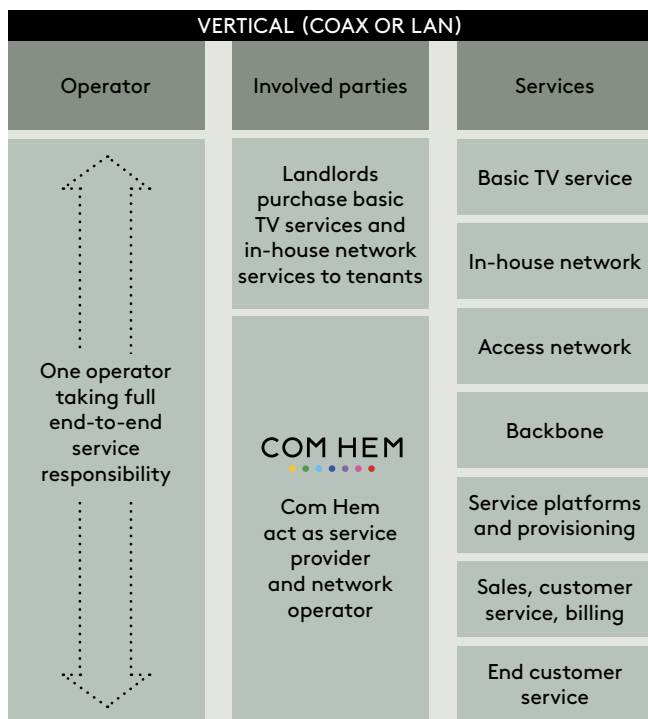 VERTICAL (COAX OR LAN)
Operator
Involved parties
Services
One operator
taking full
end-to-end
service
responsibility
Landlords
purchase basic
TV services and
in-house network
services to tenants
COM HEM
Com Hem
act as service
provider
and network
operator
Basic TV service
In-house network
Access network
Backbone
Service platforms
and provisioning
Sales, customer
service, billing
End customer
service